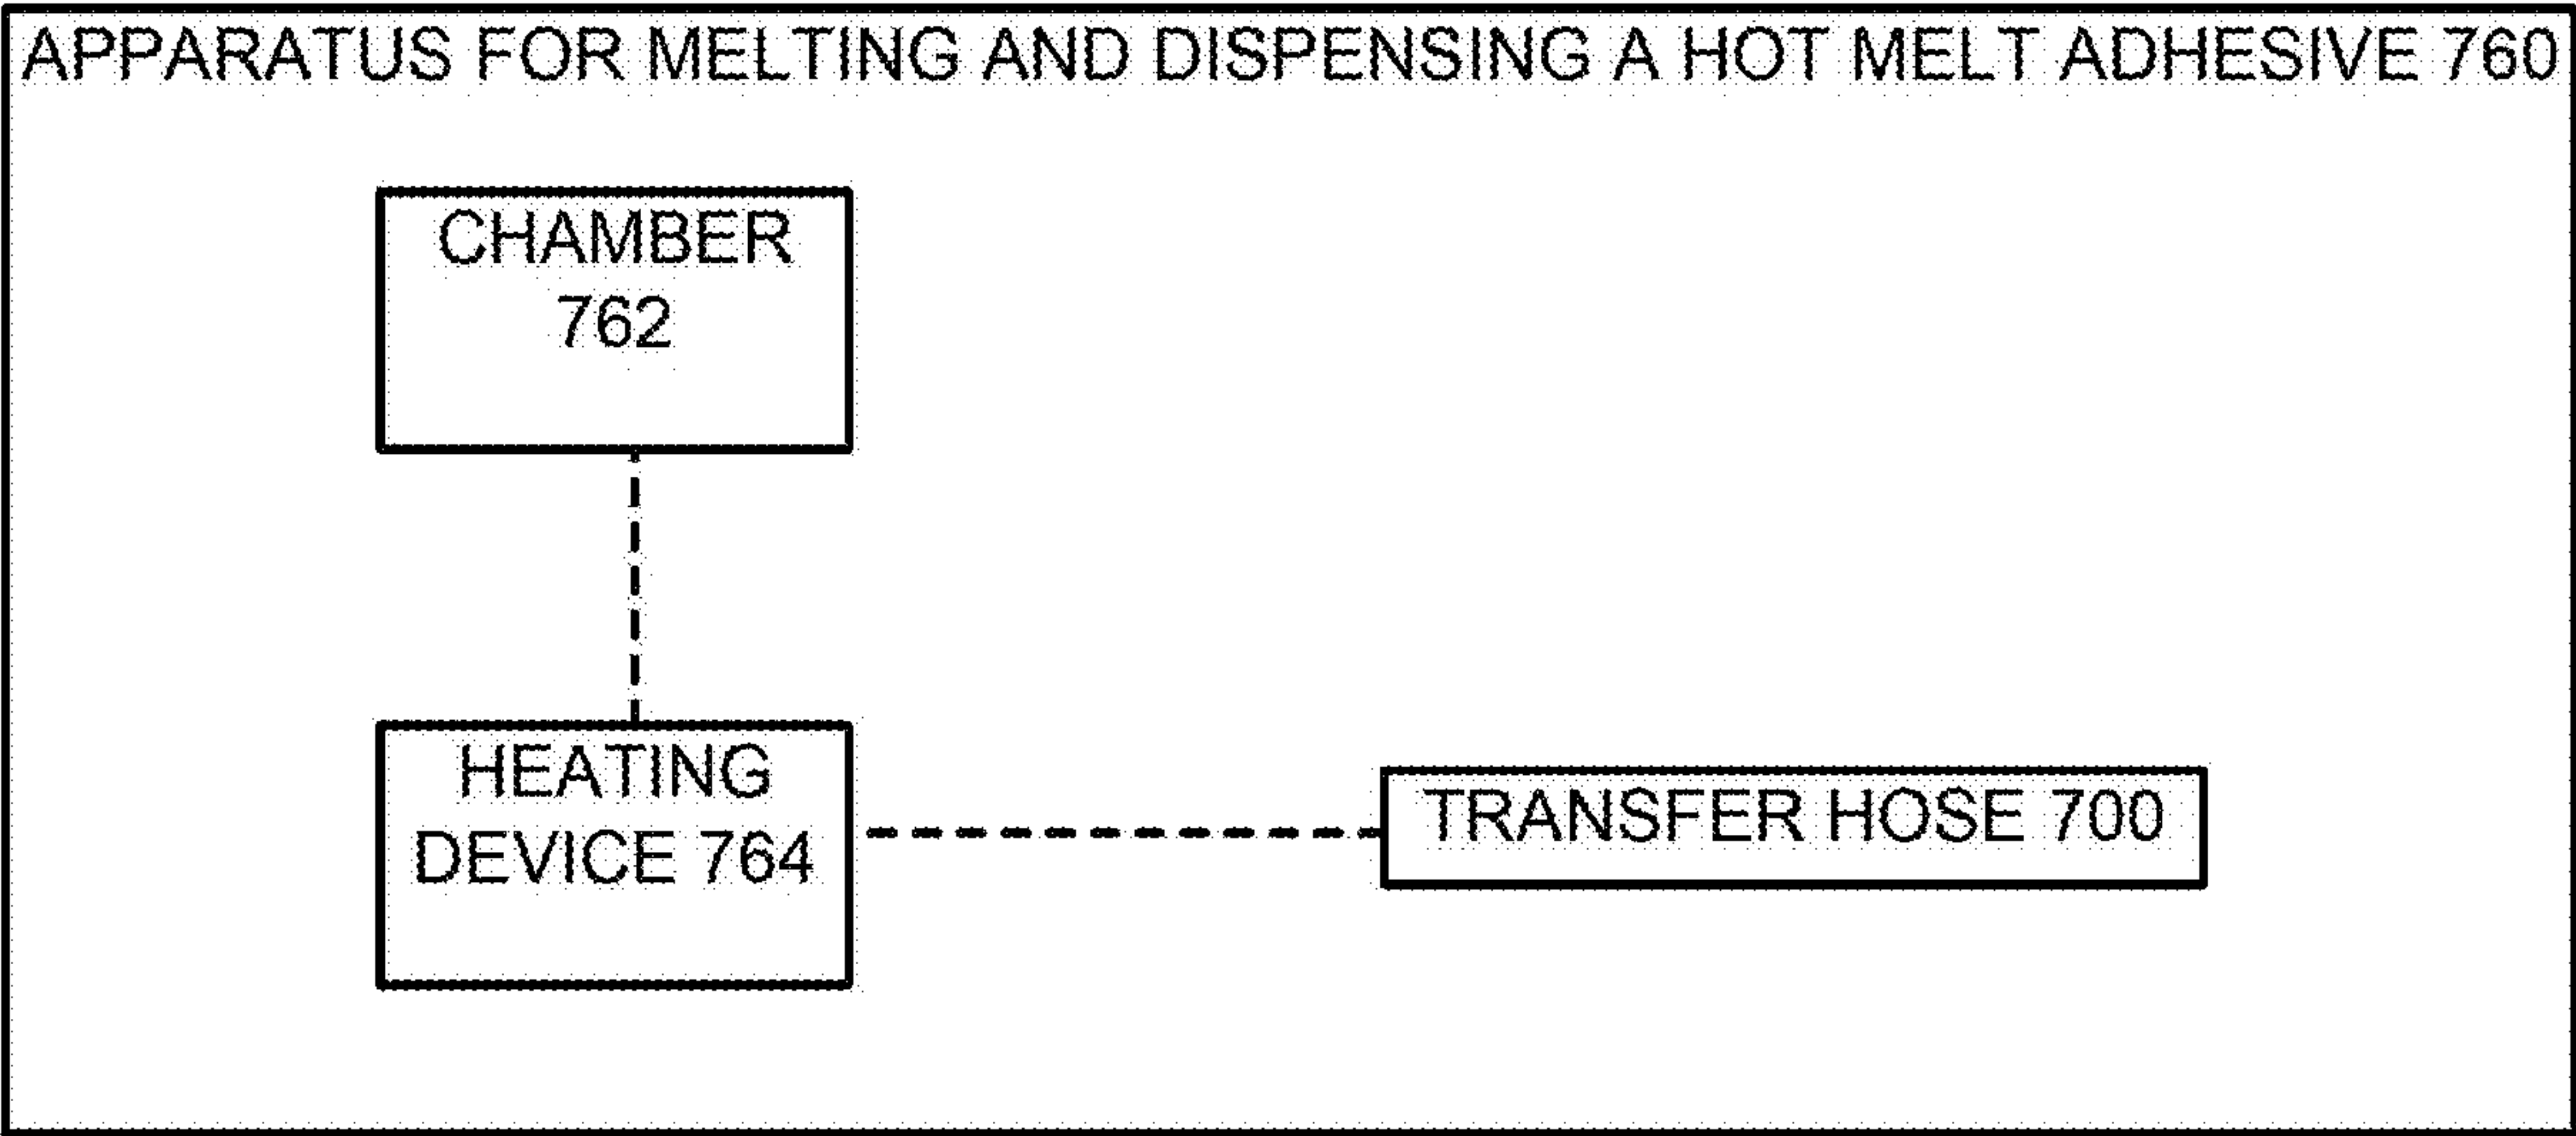 APPARATUS FOR MELTING AND DISPENSING A HOT MELT ADHESIVE 760
CHAMBER
762
HEATING
DEVICE 764
TRANSFER HOSE 700